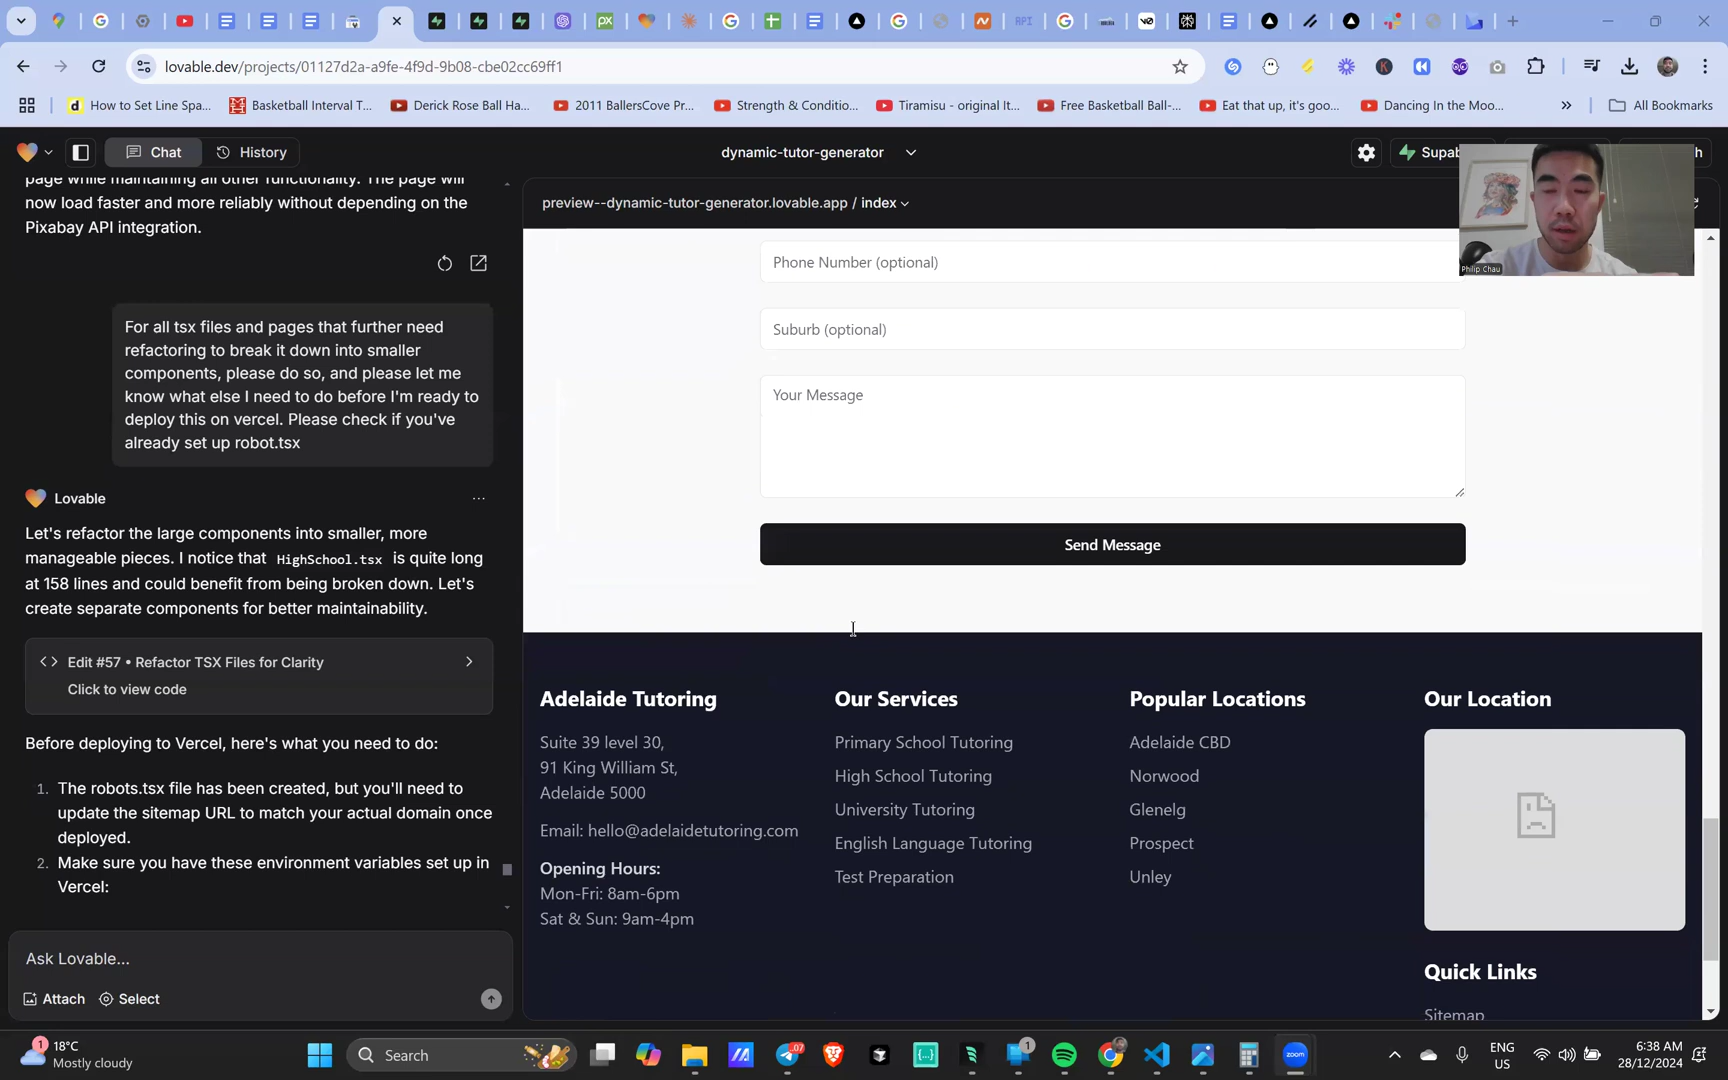 lovable.dev/projects/01127d2a-a9fe-4f9d-9b08-cbe02cc69ff1
How to Set Line Spa...
Basketball Interval T...
Derick Rose Ball Ha...
2011 BallersCove Pr...
Strength & Conditio...
Tiramisu - original It...
Free Basketball Ball-...
Eat that up, it's goo...
Dancing In the Moo...
All Bookmarks
Chat
History
dynamic-tutor-generator
Supab
h
page while maintaining all other functionality. The page will
now load faster and more reliably without depending on the
Pixabay API integration.
For all tsx files and pages that further need
refactoring to break it down into smaller
components, please do so, and please let me
know what else I need to do before I'm ready to
deploy this on vercel. Please check if you've
already set up robot.tsx
Lovable
Let's refactor the large components into smaller, more
manageable pieces. I notice that HighSchool.tsx is quite long
at 158 lines and could benefit from being broken down. Let's
create separate components for better maintainability.
Edit #57 • Refactor TSX Files for Clarity
Click to view code
Before deploying to Vercel, here's what you need to do:
1. The robots.tsx file has been created, but you'll need to
update the sitemap URL to match your actual domain once
deployed.
2. Make sure you have these environment variables set up in
Vercel:
Ask Lovable...
Attach
Select
preview--dynamic-tutor-generator.lovable.app / index
Philip Chau
Phone Number (optional)
Suburb (optional)
Your Message
Send Message
Adelaide Tutoring
Suite 39 level 30,
91 King William St,
Adelaide 5000
Email: hello@adelaidetutoring.com
Opening Hours:
Mon-Fri: 8am-6pm
Sat & Sun: 9am-4pm
Our Services
Primary School Tutoring
High School Tutoring
University Tutoring
English Language Tutoring
Test Preparation
Popular Locations
Adelaide CBD
Norwood
Glenelg
Prospect
Unley
Our Location
Quick Links
Sitemap
1
18°C
Mostly cloudy
Search
.07
1
zoom
ENG
US
6:38 AM
28/12/2024